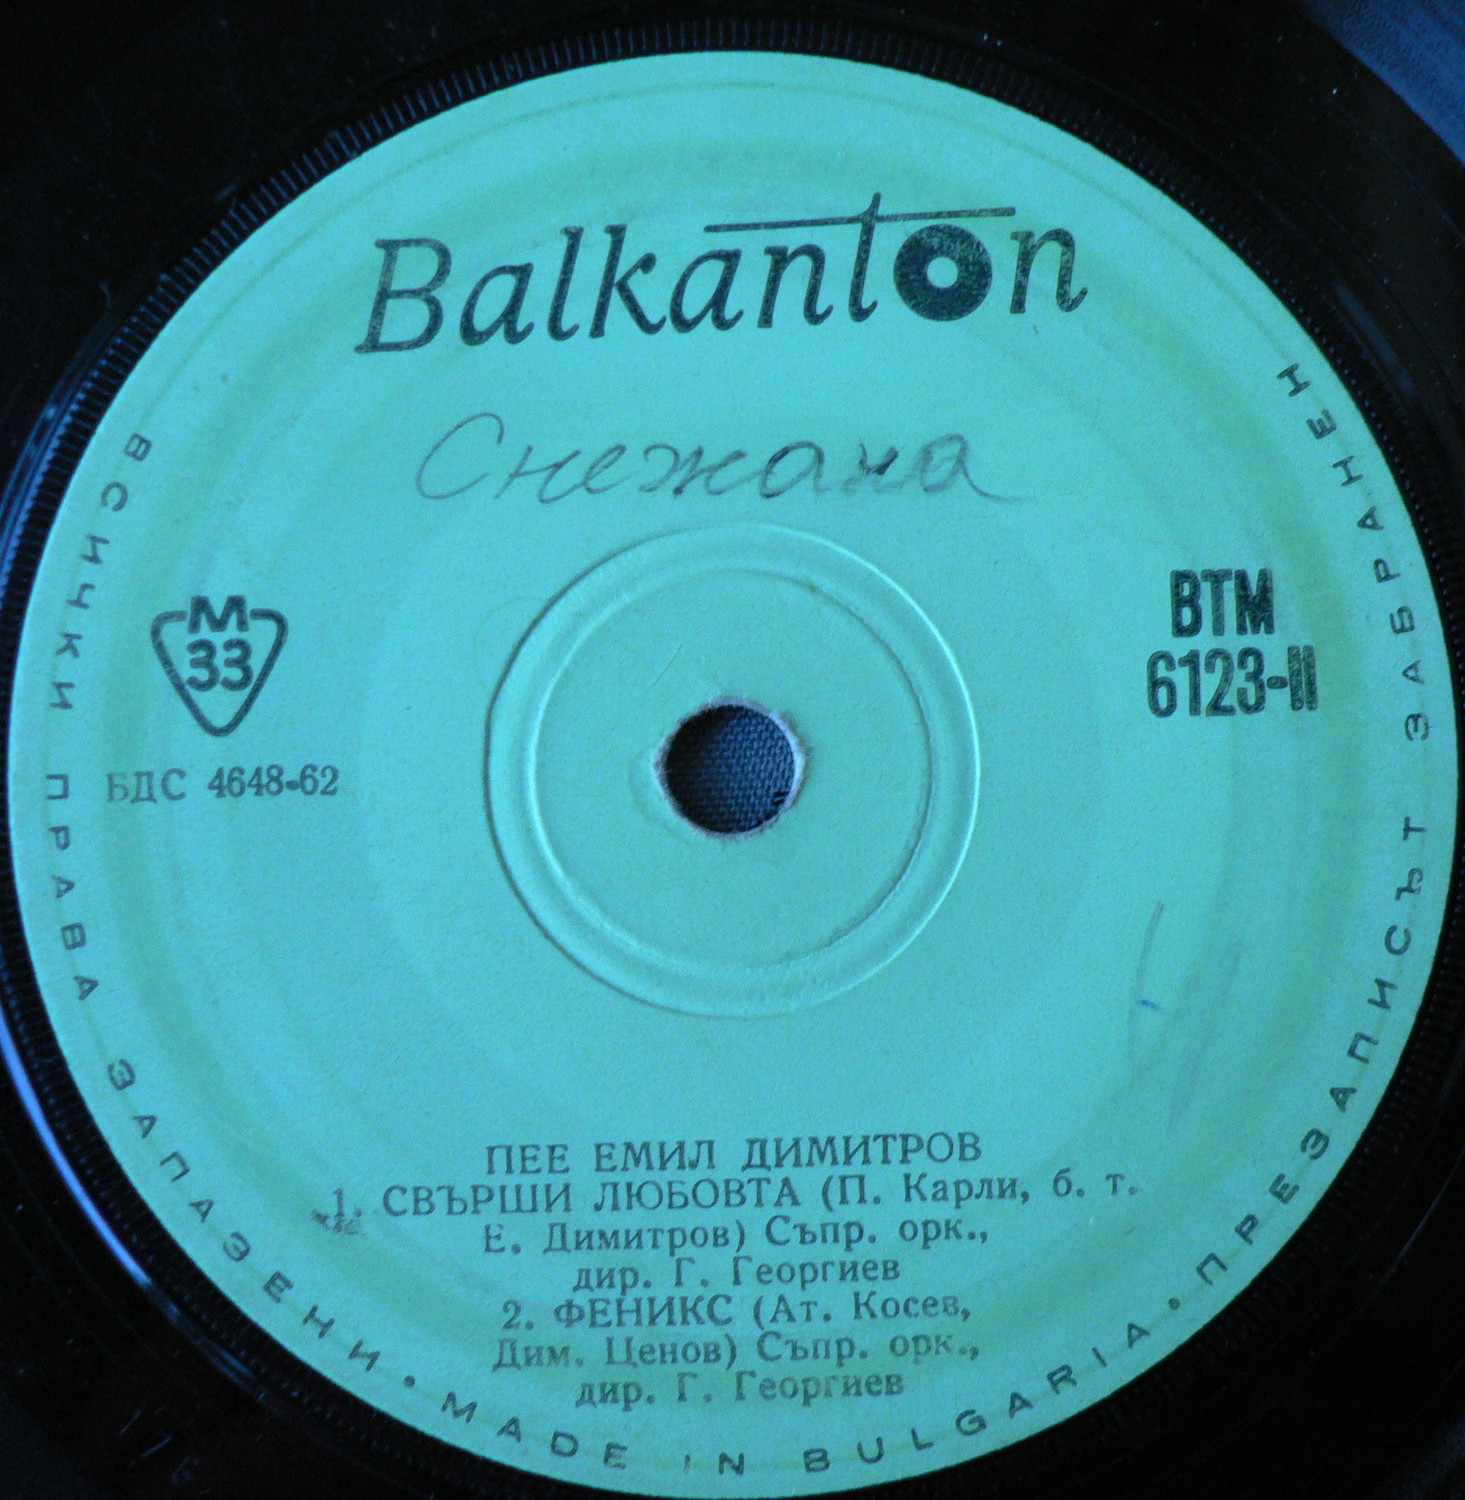 Balkanton
Снежана
М
33
ВТМ
6123-II
БДС 4648-62
ПЕЕ ЕМИЛ ДИМИТРОВ
1. СВЪРШИ ЛЮБОВТА (П. Карли, б. т.
Е. Димитров) Съпр. орк.,
дир. Г. Георгиев
2. ФЕНИКС (Ат. Косев,
Дим. Ценов) Съпр. орк.,
дир. Г. Георгиев
ВСИЧКИ ПРАВА ЗАПАЗЕНИ • MADE IN BULGARIA • ПРЕЗАПИСЪТ ЗАБРАНЕН